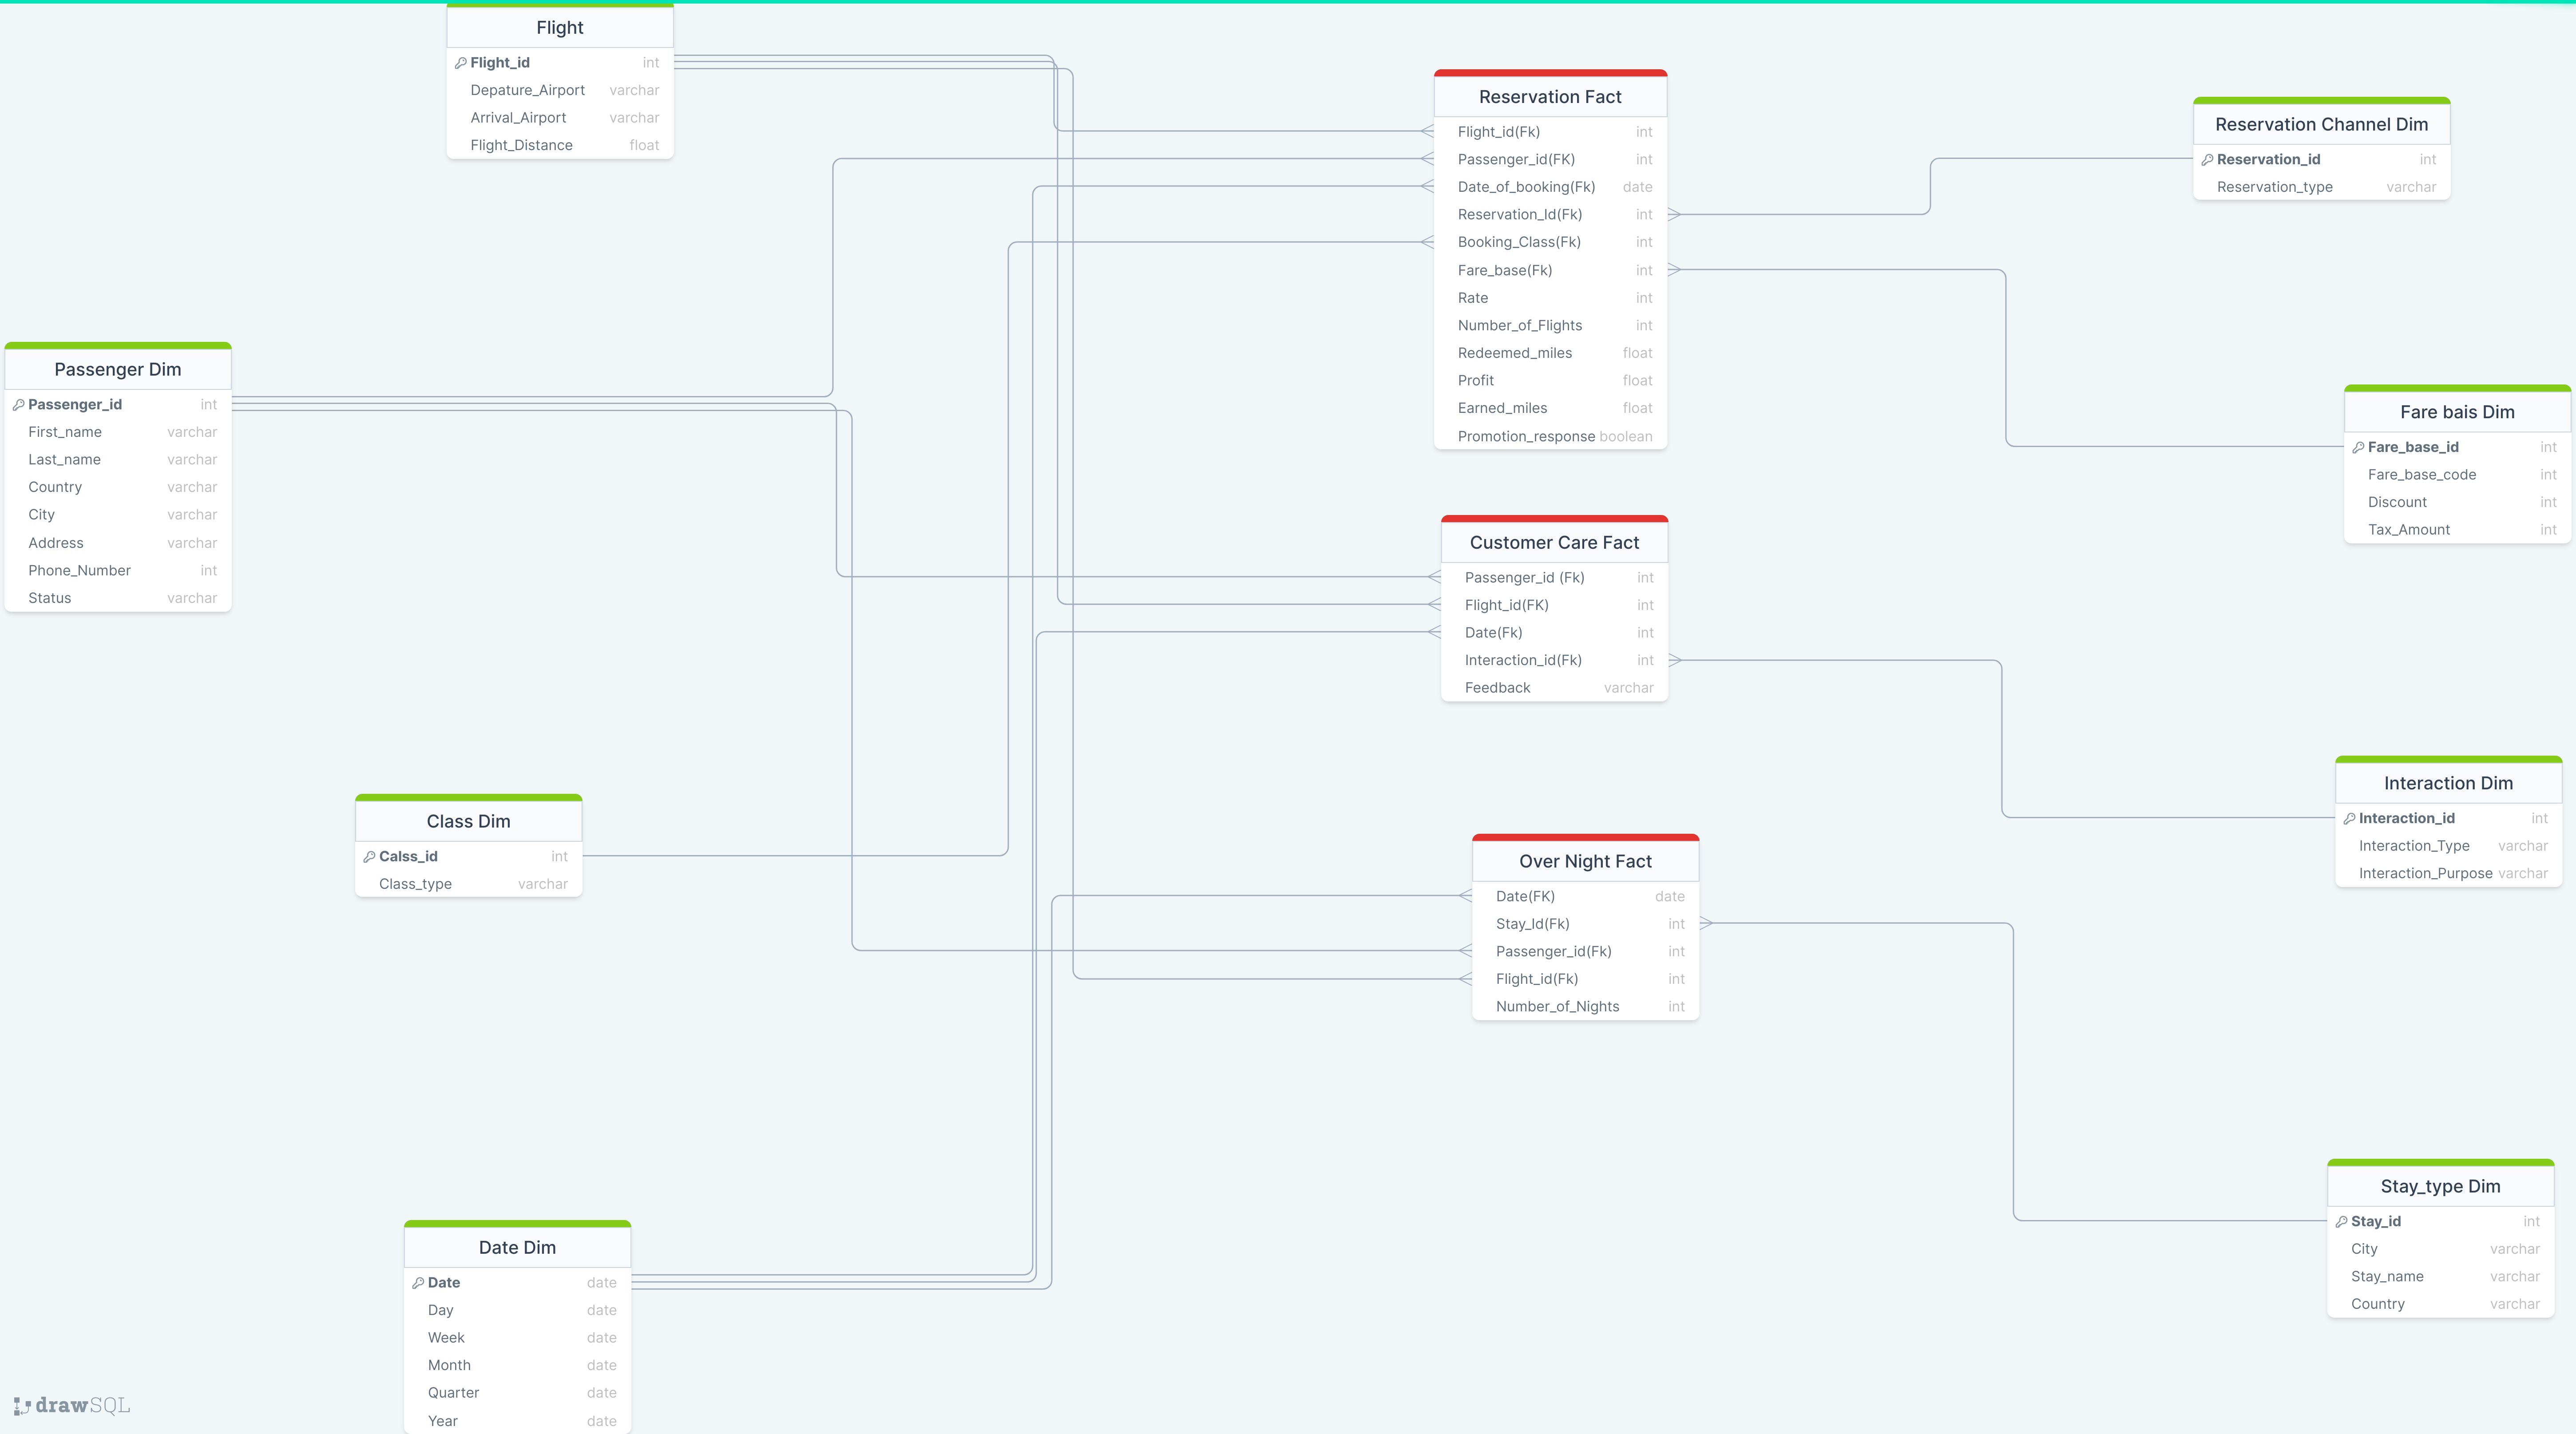 Flight
Flight_id int
Depature_Airport varchar
Arrival_Airport varchar
Flight_Distance float
Reservation Fact
Flight_id(Fk) int
Passenger_id(FK) int
Date_of_booking(Fk) date
Reservation_Id(Fk) int
Booking_Class(Fk) int
Fare_base(Fk) int
Rate int
Number_of_Flights int
Redeemed_miles float
Profit float
Earned_miles float
Promotion_response boolean
Reservation Channel Dim
Reservation_id int
Reservation_type varchar
Passenger Dim
Passenger_id int
First_name varchar
Last_name varchar
Country varchar
City varchar
Address varchar
Phone_Number int
Status varchar
Fare bais Dim
Fare_base_id int
Fare_base_code int
Discount int
Tax_Amount int
Customer Care Fact
Passenger_id (Fk) int
Flight_id(FK) int
Date(Fk) int
Interaction_id(Fk) int
Feedback varchar
Interaction Dim
Interaction_id int
Interaction_Type varchar
Interaction_Purpose varchar
Class Dim
Calss_id int
Class_type varchar
Over Night Fact
Date(FK) date
Stay_Id(Fk) int
Passenger_id(Fk) int
Flight_id(Fk) int
Number_of_Nights int
Stay_type Dim
Stay_id int
City varchar
Stay_name varchar
Country varchar
Date Dim
Date date
Day date
Week date
Month date
Quarter date
Year date
drawSQL